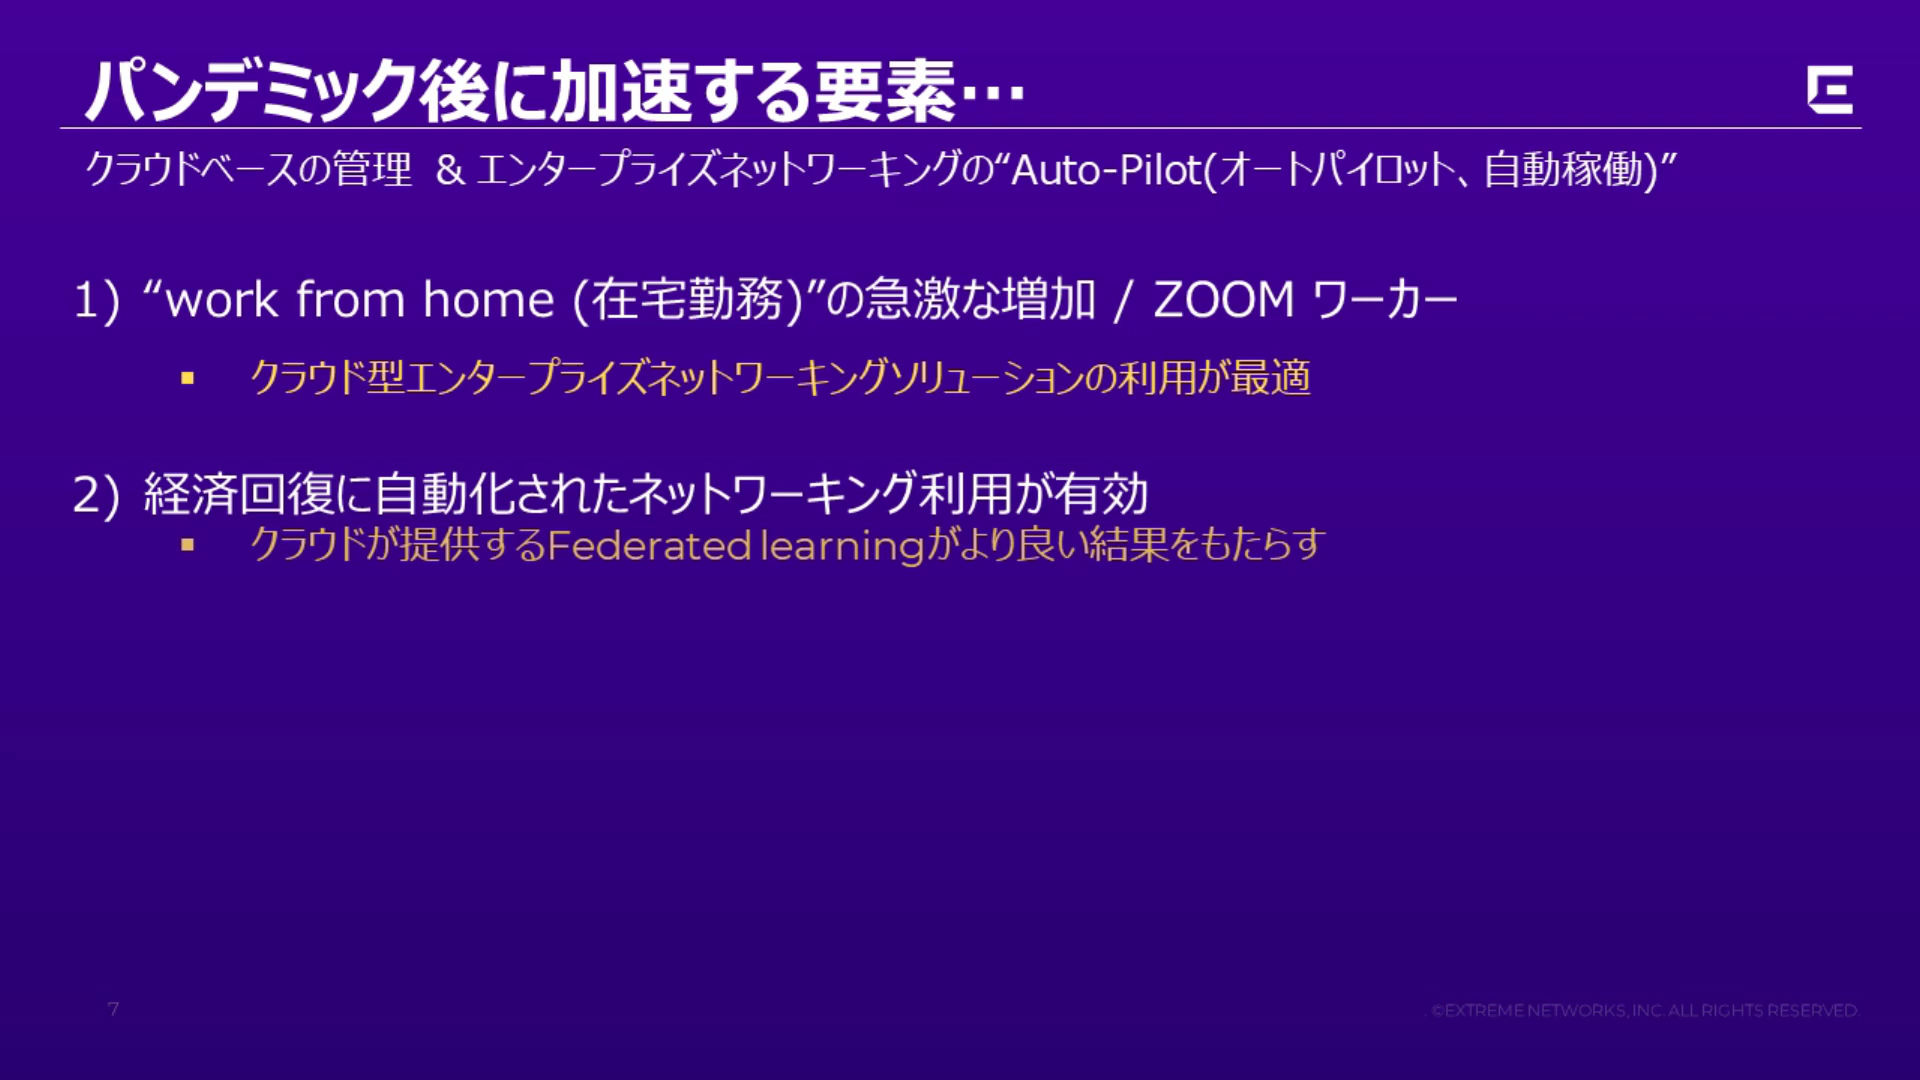 パンデミック後に加速する要素…
クラウドベースの管理 & エンタープライズネットワーキングの“Auto-Pilot(オートパイロット、自動稼働)”
1) “work from home (在宅勤務)”の急激な増加 / ZOOM ワーカー
▪ クラウド型エンタープライズネットワーキングソリューションの利用が最適
2) 経済回復に自動化されたネットワーキング利用が有効
▪ クラウドが提供するFederated learningがより良い結果をもたらす
7
. ©EXTREME NETWORKS, INC. ALL RIGHTS RESERVED.